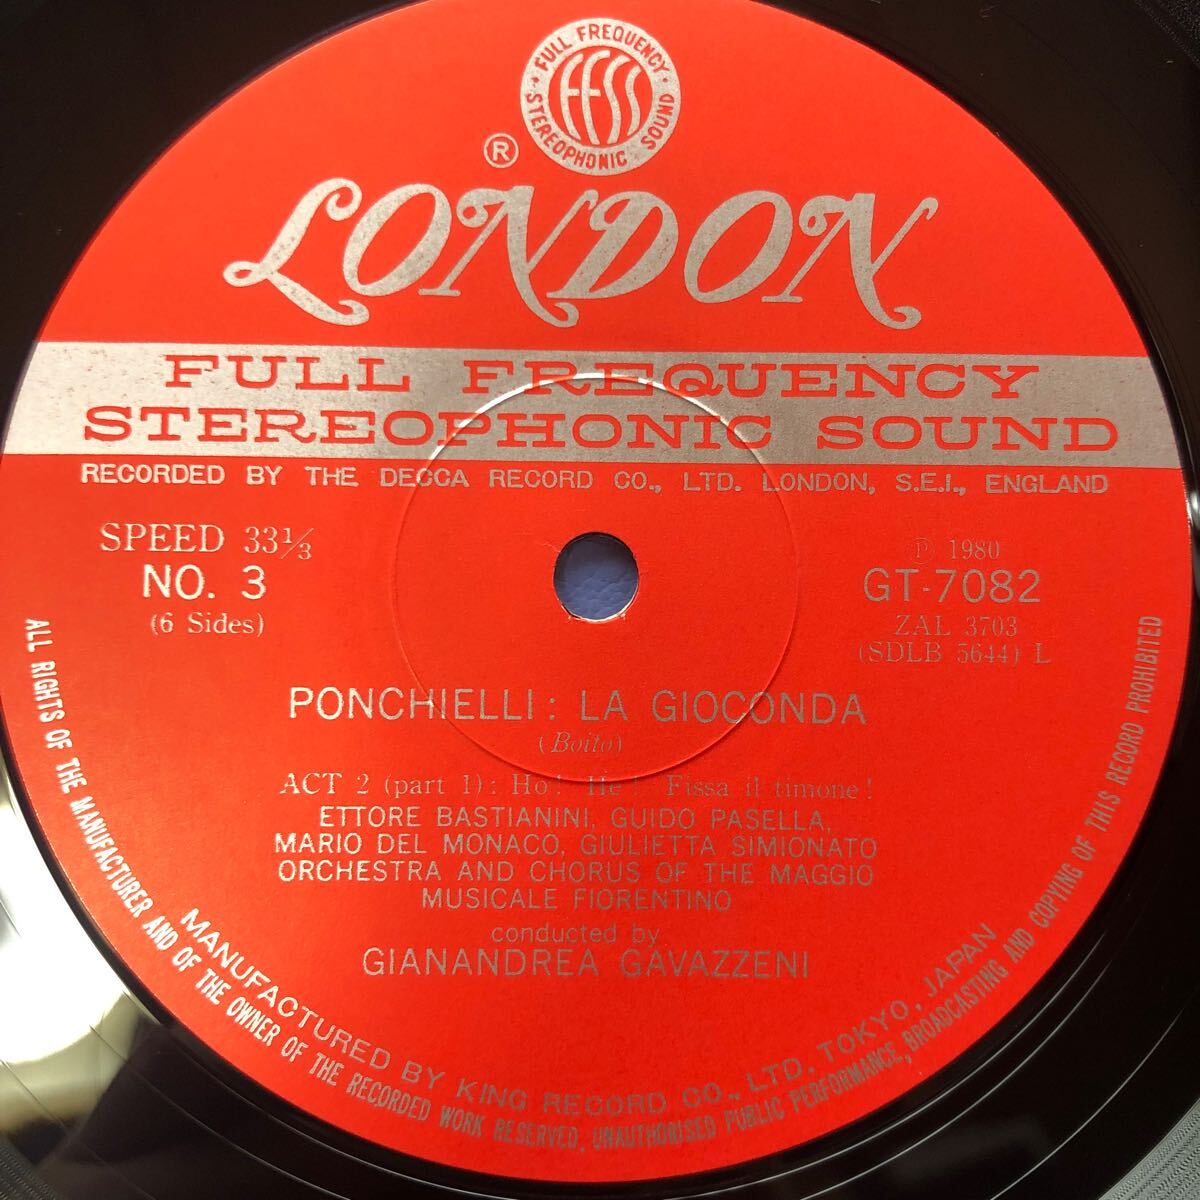 FULL FREQUENCY
STEREOPHONIC SOUND
FFSS
®
LONDON
FULL FREQUENCY
STEREOPHONIC SOUND
RECORDED BY THE DECCA RECORD CO., LTD. LONDON, S.E.I., ENGLAND
SPEED 33⅓
NO. 3
(6 Sides)
Ⓟ 1980
GT-7082
ZAL 3703
(SDLB 5644) L
PONCHIELLI: LA GIOCONDA
(Boito)
ACT 2 (part 1): Ho! He! Fissa il timone!
ETTORE BASTIANINI, GUIDO PASELLA,
MARIO DEL MONACO, GIULIETTA SIMIONATO
ORCHESTRA AND CHORUS OF THE MAGGIO
MUSICALE FIORENTINO
conducted by
GIANANDREA GAVAZZENI
MANUFACTURED BY KING RECORD CO., LTD. TOKYO, JAPAN
ALL RIGHTS OF THE MANUFACTURER AND OF THE OWNER OF THE RECORDED WORK RESERVED, UNAUTHORISED PUBLIC PERFORMANCE, BROADCASTING AND COPYING OF THIS RECORD PROHIBITED